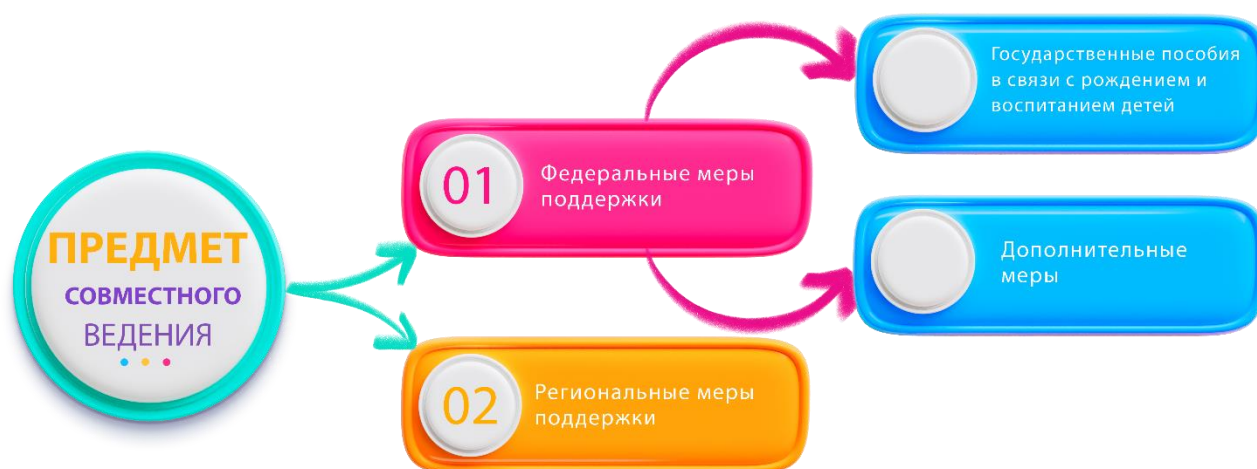 ПРЕДМЕТ
СОВМЕСТНОГО
ВЕДЕНИЯ
01
Федеральные меры
поддержки
02
Региональные меры
поддержки
Государственные пособия
в связи с рождением и
воспитанием детей
Дополнительные
меры